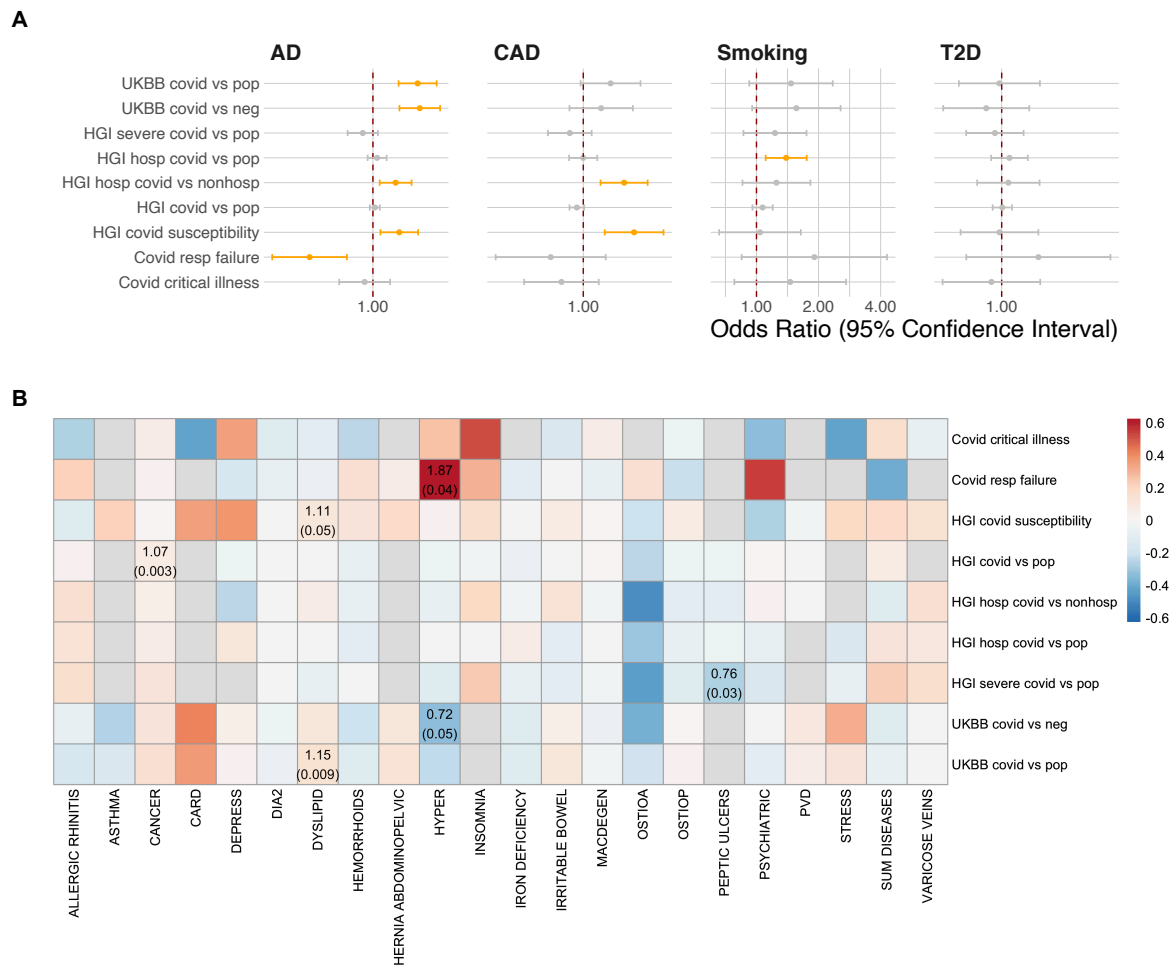 A
AD CAD Smoking T2D
UKBB covid vs pop
UKBB covid vs neg
HGI severe covid vs pop
HGI hosp covid vs pop
HGI hosp covid vs nonhosp
HGI covid vs pop
HGI covid susceptibility
Covid resp failure
Covid critical illness
1.00 1.00 1.00 2.00 4.00 1.00
Odds Ratio (95% Confidence Interval)
B
Covid critical illness
1.87
(0.04)
Covid resp failure
1.11
(0.05)
HGI covid susceptibility
1.07
(0.003)
HGI covid vs pop
HGI hosp covid vs nonhosp
HGI hosp covid vs pop
0.76
(0.03)
HGI severe covid vs pop
0.72
(0.05)
UKBB covid vs neg
1.15
(0.009)
UKBB covid vs pop
0.6
0.4
0.2
0
-0.2
-0.4
-0.6
ALLERGIC RHINITIS
ASTHMA
CANCER
CARD
DEPRESS
DIA2
DYSLIPID
HEMORRHOIDS
HERNIA ABDOMINOPELVIC
HYPER
INSOMNIA
IRON DEFICIENCY
IRRITABLE BOWEL
MACDEGEN
OSTIOA
OSTIOP
PEPTIC ULCERS
PSYCHIATRIC
PVD
STRESS
SUM DISEASES
VARICOSE VEINS